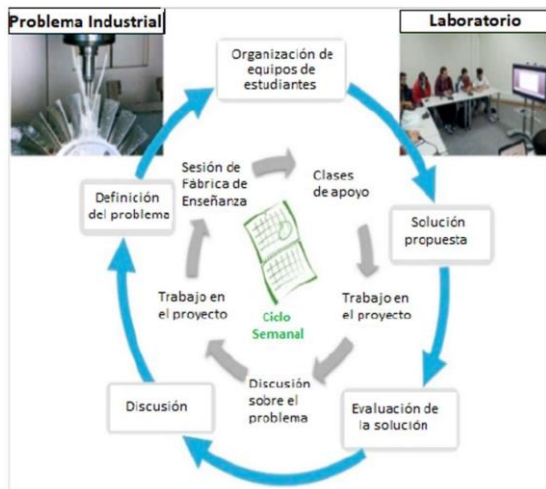 Problema Industrial
Laboratorio
Organización de
equipos de
estudiantes
Solución
propuesta
Evaluación de
la solución
Discusión
Definición
del problema
Sesión de
Fábrica de
Enseñanza
Clases
de apoyo
Trabajo en
el proyecto
Discusión
sobre el
problema
Trabajo en
el proyecto
Ciclo
Semanal